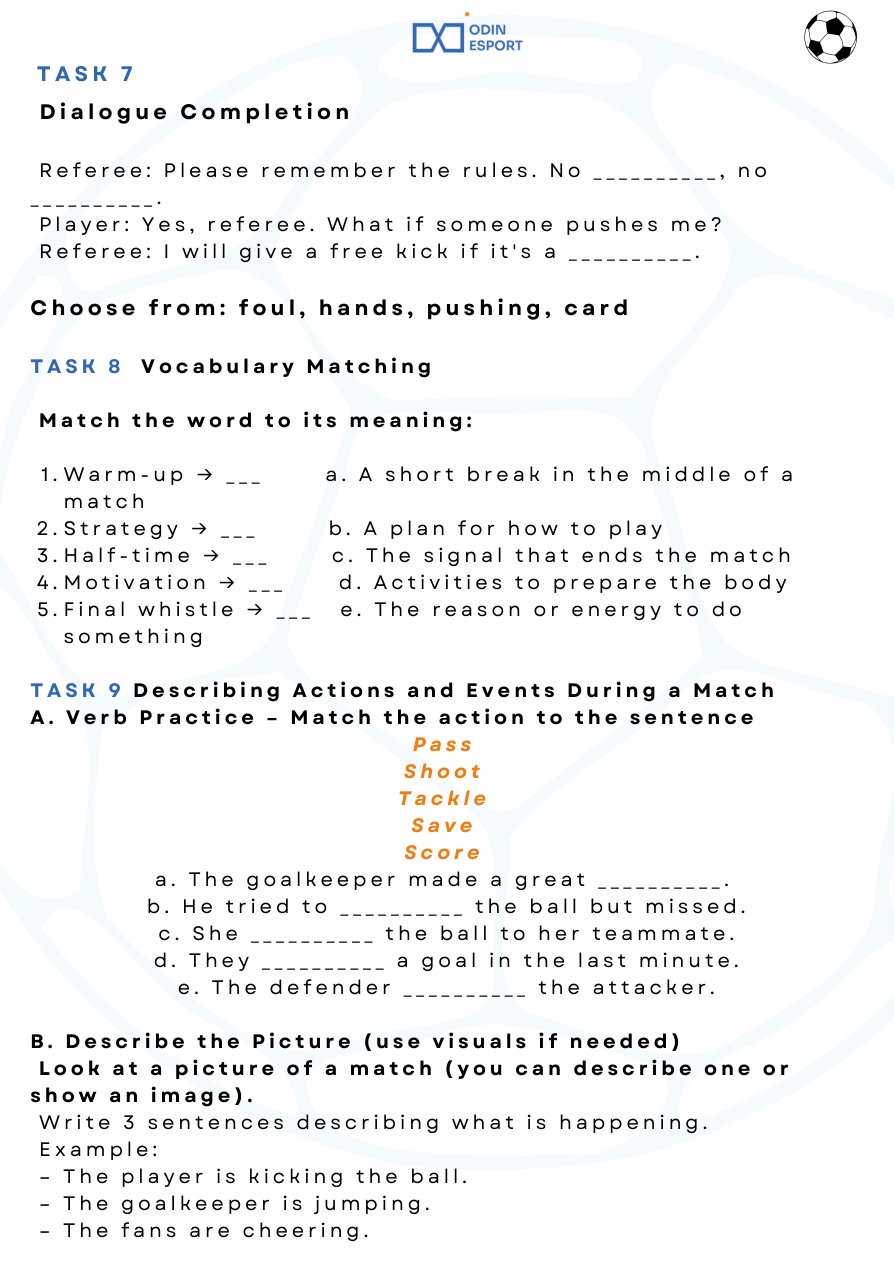 ODIN
ESPORT
TASK 7
Dialogue Completion
Referee: Please remember the rules. No __________, no
__________.
Player: Yes, referee. What if someone pushes me?
Referee: I will give a free kick if it's a __________.
Choose from: foul, hands, pushing, card
TASK 8 Vocabulary Matching
Match the word to its meaning:
1. Warm-up → ___ a. A short break in the middle of a
match
2. Strategy → ___ b. A plan for how to play
3. Half-time → ___ c. The signal that ends the match
4. Motivation → ___ d. Activities to prepare the body
5. Final whistle → ___ e. The reason or energy to do
something
TASK 9 Describing Actions and Events During a Match
A. Verb Practice – Match the action to the sentence
Pass
Shoot
Tackle
Save
Score
a. The goalkeeper made a great __________.
b. He tried to __________ the ball but missed.
c. She __________ the ball to her teammate.
d. They __________ a goal in the last minute.
e. The defender __________ the attacker.
B. Describe the Picture (use visuals if needed)
Look at a picture of a match (you can describe one or
show an image).
Write 3 sentences describing what is happening.
Example:
– The player is kicking the ball.
– The goalkeeper is jumping.
– The fans are cheering.